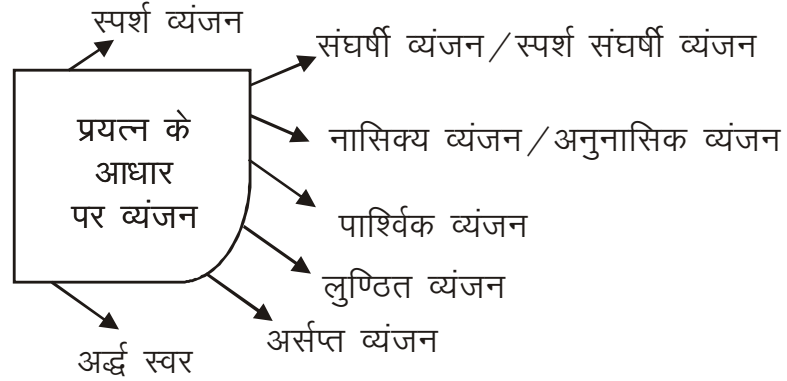 स्पर्श व्यंजन
संघर्षी व्यंजन/स्पर्श संघर्षी व्यंजन
प्रयत्न के
आधार
पर व्यंजन
नासिक्य व्यंजन/अनुनासिक व्यंजन
पार्श्विक व्यंजन
लुण्ठित व्यंजन
अर्सप्त व्यंजन
अर्द्ध स्वर